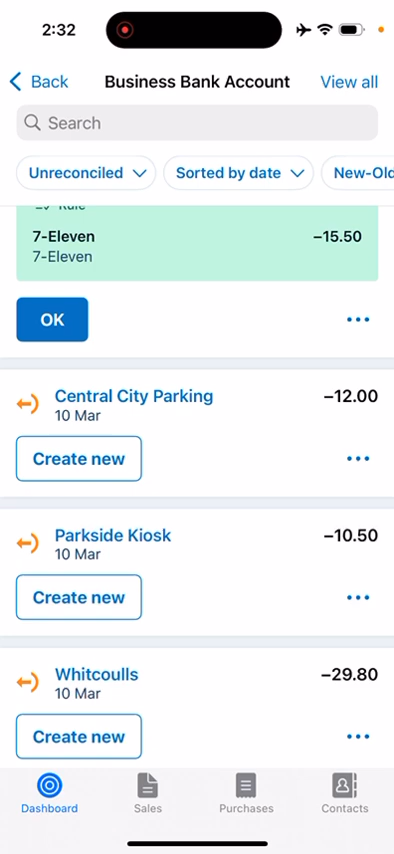 2:32
Back
Business Bank Account
View all
Search
Unreconciled
Sorted by date
New-Old
Rule
7-Eleven
−15.50
7-Eleven
OK
Central City Parking
−12.00
10 Mar
Create new
Parkside Kiosk
−10.50
10 Mar
Create new
Whitcoulls
−29.80
10 Mar
Create new
Dashboard
Sales
Purchases
Contacts